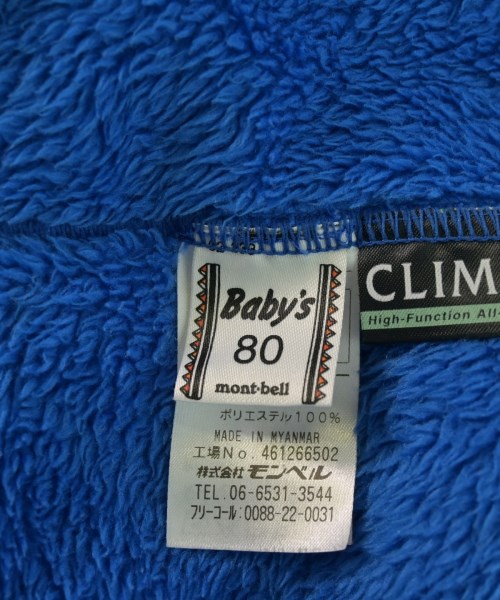 Baby's
80
mont-bell
ポリエステル100%
MADE IN MYANMAR
工場No. 461266502
株式会社モンベル
TEL. 06-6531-3544
フリーコール: 0088-22-0031
CLIM
High-Function All-